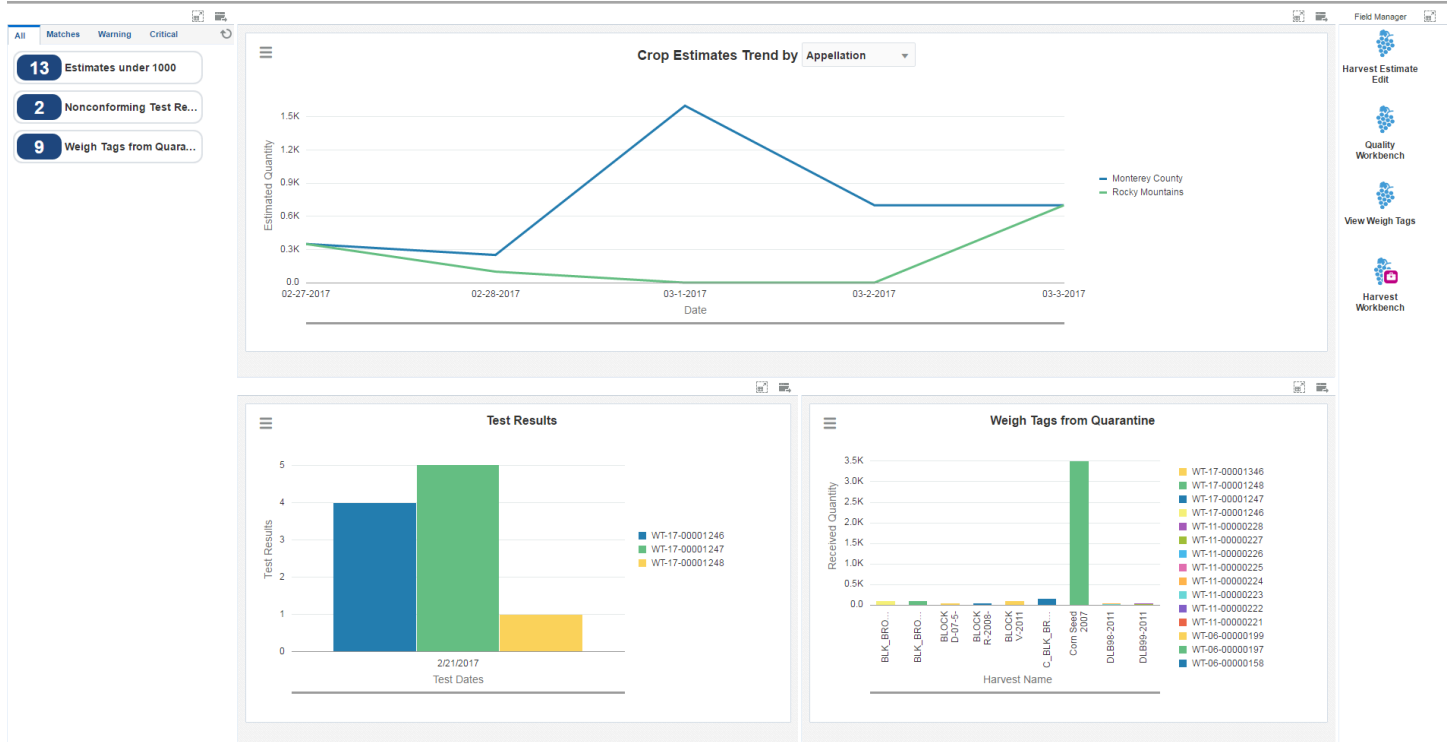 All Matches Warning Critical
13 Estimates under 1000
2 Nonconforming Test Re...
9 Weigh Tags from Quara...
Crop Estimates Trend by Appellation
Estimated Quantity
1.5K
1.2K
0.9K
0.6K
0.3K
0.0
02-27-2017 02-28-2017 03-1-2017 03-2-2017 03-3-2017
Date
Monterey County
Rocky Mountains
Field Manager
Harvest Estimate
Edit
Quality
Workbench
View Weigh Tags
Harvest
Workbench
Test Results
Test Results
5
4
3
2
1
0
2/21/2017
Test Dates
WT-17-00001246
WT-17-00001247
WT-17-00001248
Weigh Tags from Quarantine
Received Quantity
3.5K
3.0K
2.5K
2.0K
1.5K
1.0K
0.5K
0.0
BLK_BRO...
BLK_BRO...
BLOCK
D-07-5-
BLOCK
R-2008-
BLOCK
V-2011
C_BLK_BR...
Corn Seed
2007
DLB98-2011
DLB99-2011
Harvest Name
WT-17-00001346
WT-17-00001248
WT-17-00001247
WT-17-00001246
WT-11-00000228
WT-11-00000227
WT-11-00000226
WT-11-00000225
WT-11-00000224
WT-11-00000223
WT-11-00000222
WT-11-00000221
WT-06-00000199
WT-06-00000197
WT-06-00000158